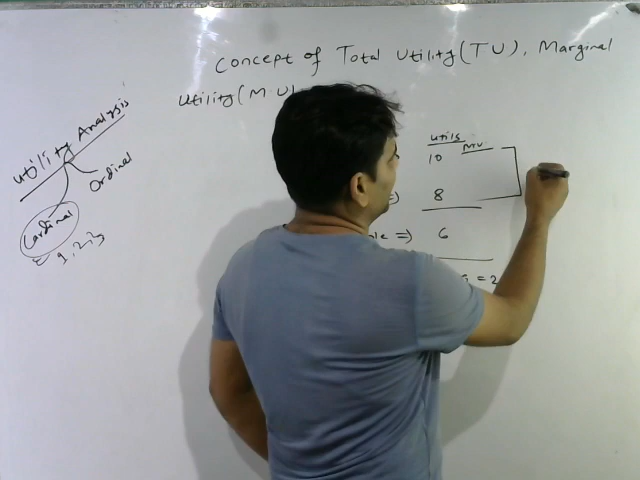 Concept of Total Utility (TU), Marginal
Utility (M.U)
Utility Analysis
Ordinal
Cardinal
1, 2, 3
utils
10 MU
8
=> 6
= 2